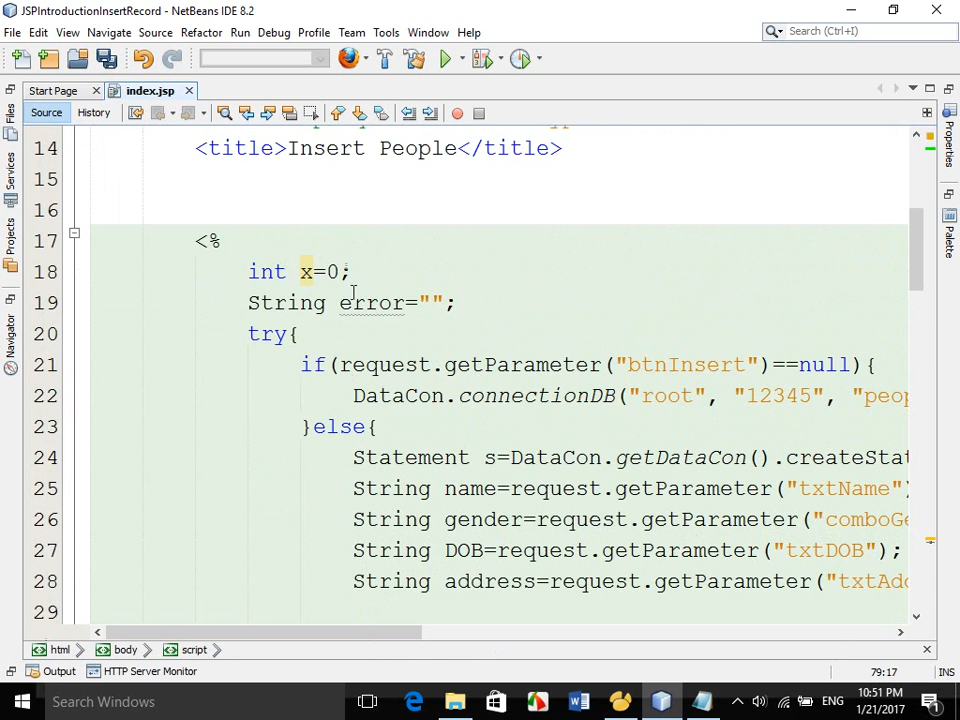 JSPIntroductionInsertRecord - NetBeans IDE 8.2
File Edit View Navigate Source Refactor Run Debug Profile Team Tools Window Help
Search (Ctrl+I)
Start Page
index.jsp
Source History
Files
Services
Projects
Navigator
Properties
Palette
14 <title>Insert People</title>
15
16
17 <%
18 int x=0;
19 String error="";
20 try{
21 if(request.getParameter("btnInsert")==null){
22 DataCon.connectionDB("root", "12345", "peop
23 }else{
24 Statement s=DataCon.getDataCon().createStat
25 String name=request.getParameter("txtName")
26 String gender=request.getParameter("comboGe
27 String DOB=request.getParameter("txtDOB");
28 String address=request.getParameter("txtAdd
29
html body script
Output HTTP Server Monitor 79:17 INS
Search Windows
ENG
10:51 PM
1/21/2017
1